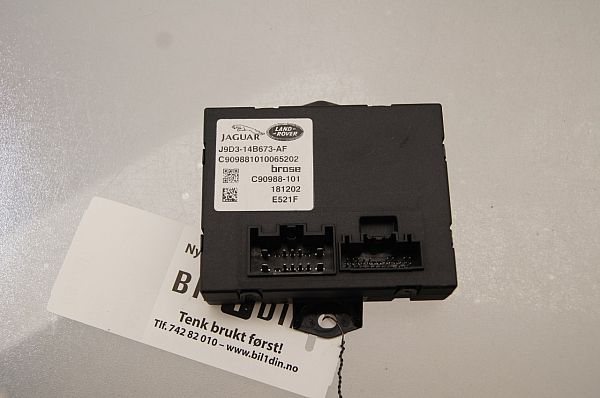 JAGUAR
LAND ROVER
J9D3-14B673-AF
C909881010065202
brose
C90988-101
181202
E521F
Ny
Tenk brukt først!
Tlf. 742 82 010 – www.bil1din.no